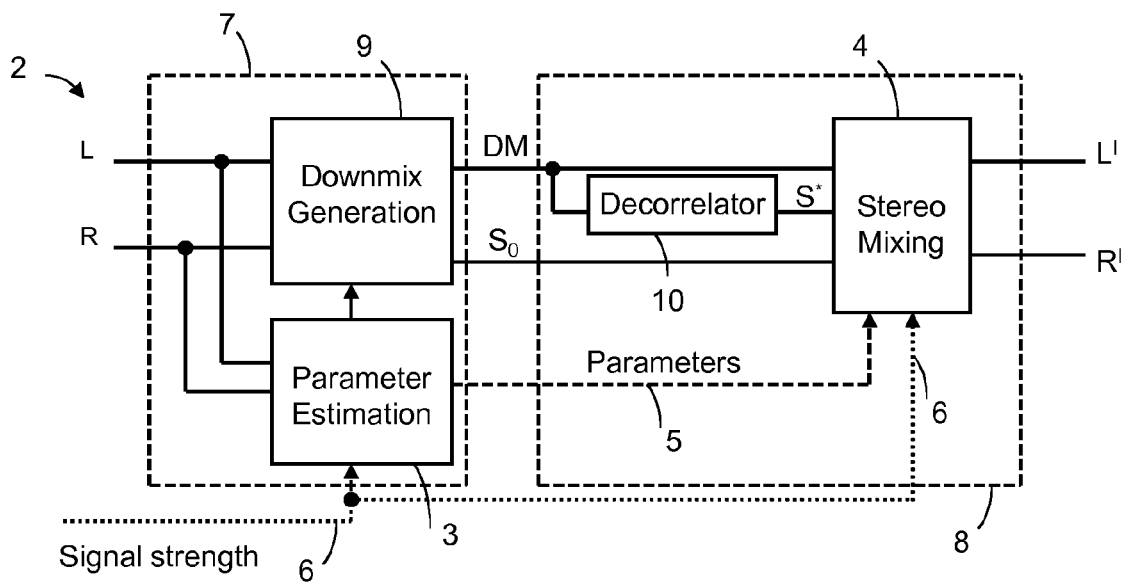 7
9
4
2
L
DM
L'
Downmix
Generation
Decorrelator
S*
Stereo
Mixing
R
S₀
R'
10
Parameter
Estimation
Parameters
6
5
3
8
6
Signal strength